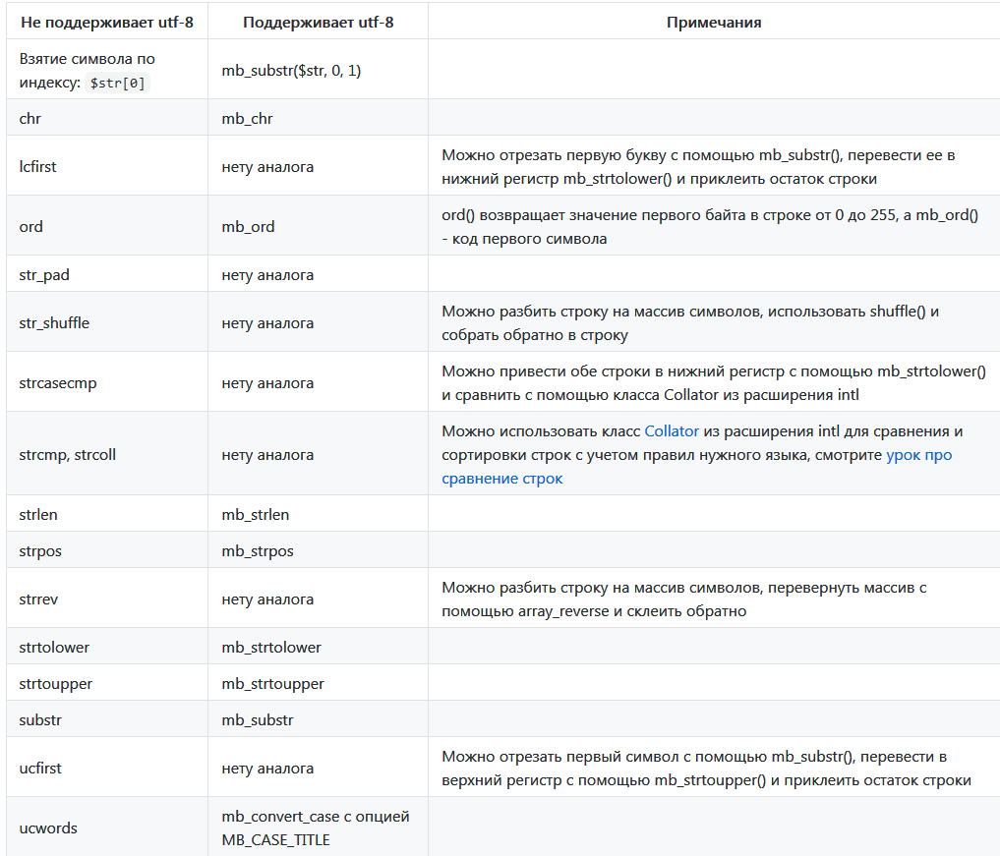 Не поддерживает utf-8 Поддерживает utf-8 Примечания
Взятие символа по
индексу: $str[0] mb_substr($str, 0, 1)
chr mb_chr
lcfirst нету аналога Можно отрезать первую букву с помощью mb_substr(), перевести ее в
нижний регистр mb_strtolower() и приклеить остаток строки
ord mb_ord ord() возвращает значение первого байта в строке от 0 до 255, а mb_ord()
- код первого символа
str_pad нету аналога
str_shuffle нету аналога Можно разбить строку на массив символов, использовать shuffle() и
собрать обратно в строку
strcasecmp нету аналога Можно привести обе строки в нижний регистр с помощью mb_strtolower()
и сравнить с помощью класса Collator из расширения intl
strcmp, strcoll нету аналога Можно использовать класс Collator из расширения intl для сравнения и
сортировки строк с учетом правил нужного языка, смотрите урок про
сравнение строк
strlen mb_strlen
strpos mb_strpos
strrev нету аналога Можно разбить строку на массив символов, перевернуть массив с
помощью array_reverse и склеить обратно
strtolower mb_strtolower
strtoupper mb_strtoupper
substr mb_substr
ucfirst нету аналога Можно отрезать первый символ с помощью mb_substr(), перевести в
верхний регистр с помощью mb_strtoupper() и приклеить остаток строки
ucwords mb_convert_case с опцией
MB_CASE_TITLE